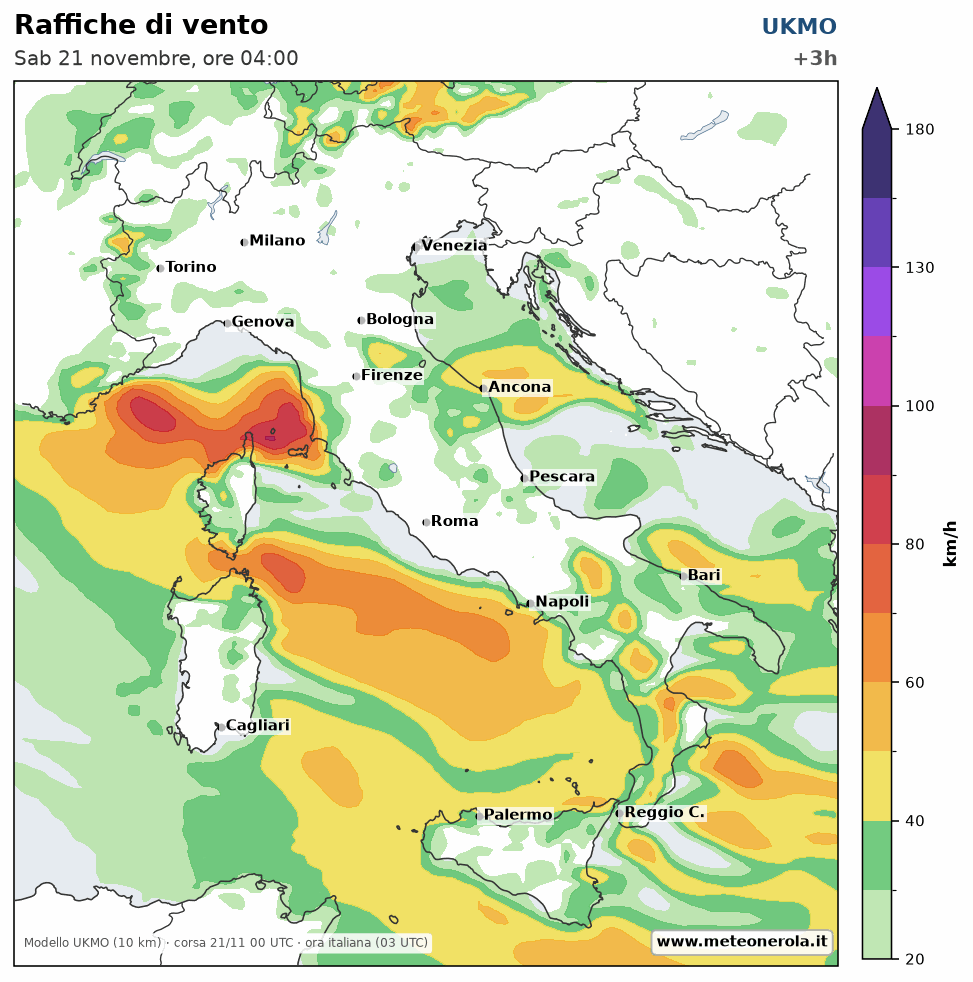 Raffiche di vento
UKMO
Sab 21 novembre, ore 04:00
+3h
Milano
Venezia
Torino
Genova
Bologna
Firenze
Ancona
Pescara
Roma
Bari
Napoli
Cagliari
Palermo
Reggio C.
Modello UKMO (10 km) · corsa 21/11 00 UTC · ora italiana (03 UTC)
www.meteonerola.it
180
130
100
80
60
40
20
km/h